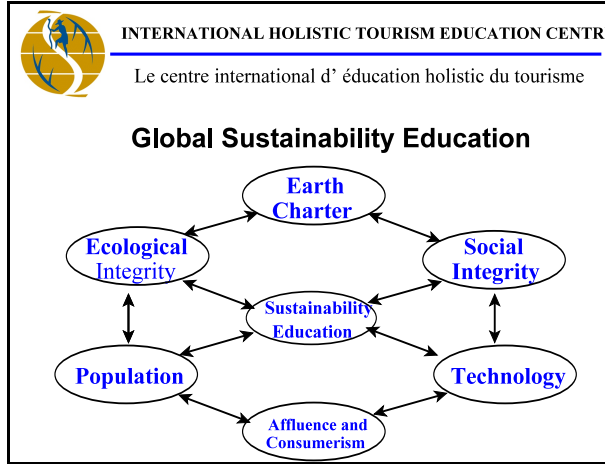 INTERNATIONAL HOLISTIC TOURISM EDUCATION CENTR
Le centre international d’ éducation holistic du tourisme
Global Sustainability Education
Earth
Charter
Ecological
Integrity
Social
Integrity
Sustainability
Education
Population
Technology
Affluence and
Consumerism